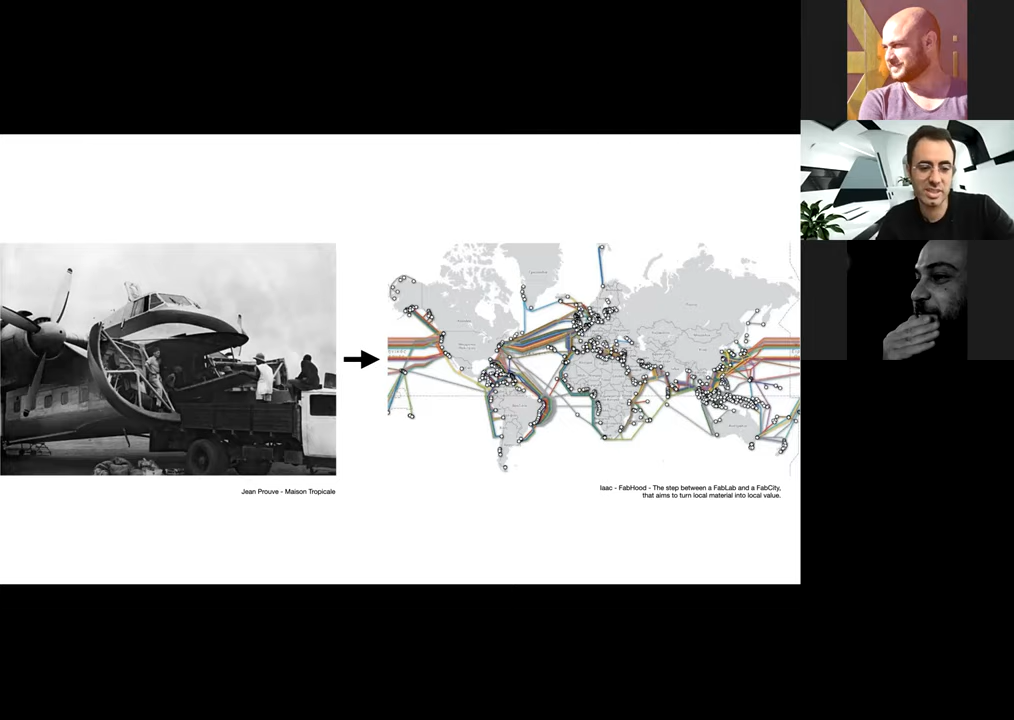 Jean Prouve - Maison Tropicale
Iaac - FabHood - The step between a FabLab and a FabCity,
that aims to turn local material into local value.